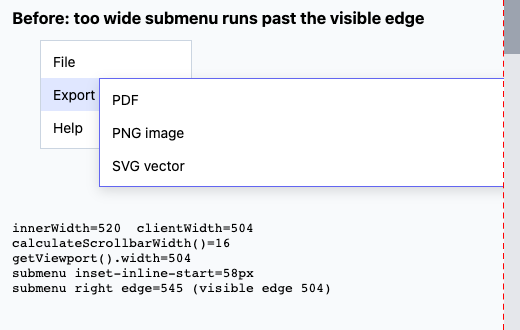 Before: too wide submenu runs past the visible edge
File
Export
PDF
PNG image
Help
SVG vector
innerWidth=520  clientWidth=504
calculateScrollbarWidth()=16
getViewport().width=504
submenu inset-inline-start=58px
submenu right edge=545 (visible edge 504)